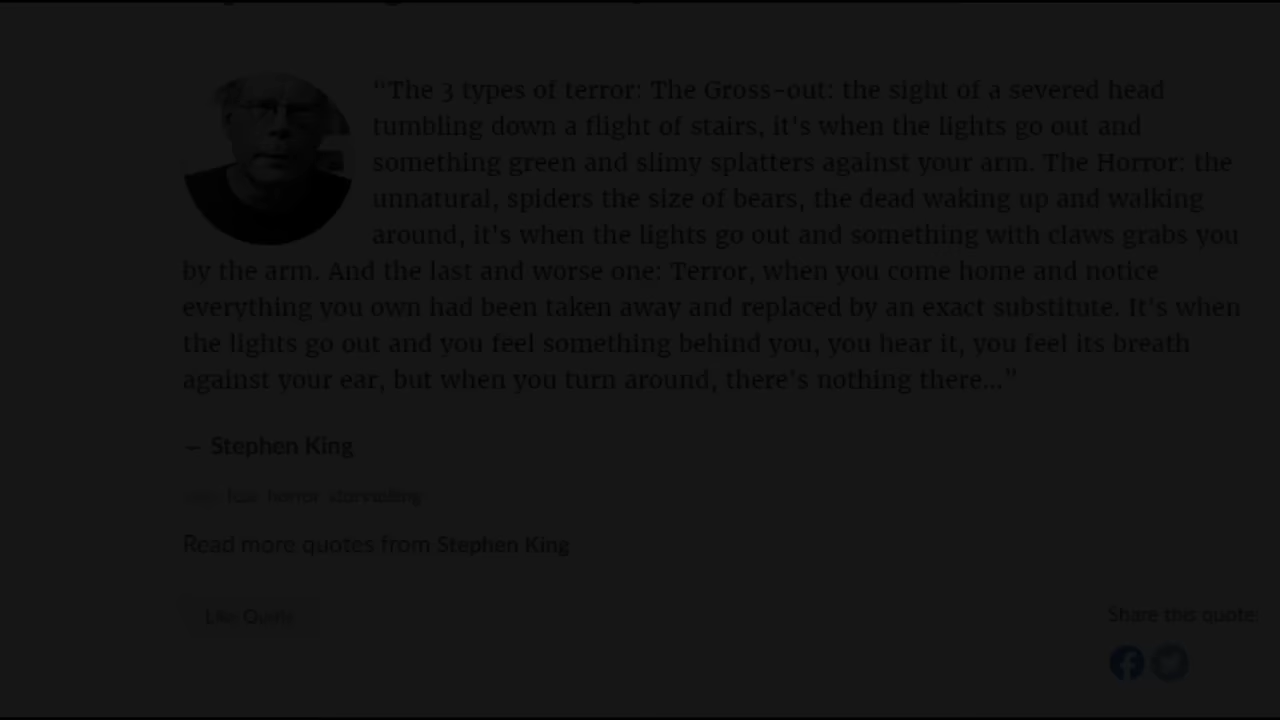 “The 3 types of terror: The Gross-out: the sight of a severed head
tumbling down a flight of stairs, it's when the lights go out and
something green and slimy splatters against your arm. The Horror: the
unnatural, spiders the size of bears, the dead waking up and walking
around, it's when the lights go out and something with claws grabs you
by the arm. And the last and worse one: Terror, when you come home and notice
everything you own had been taken away and replaced by an exact substitute. It's when
the lights go out and you feel something behind you, you hear it, you feel its breath
against your ear, but when you turn around, there's nothing there...”
― Stephen King
fear, horror, storytelling
Read more quotes from Stephen King
Like Quote
Share this quote: